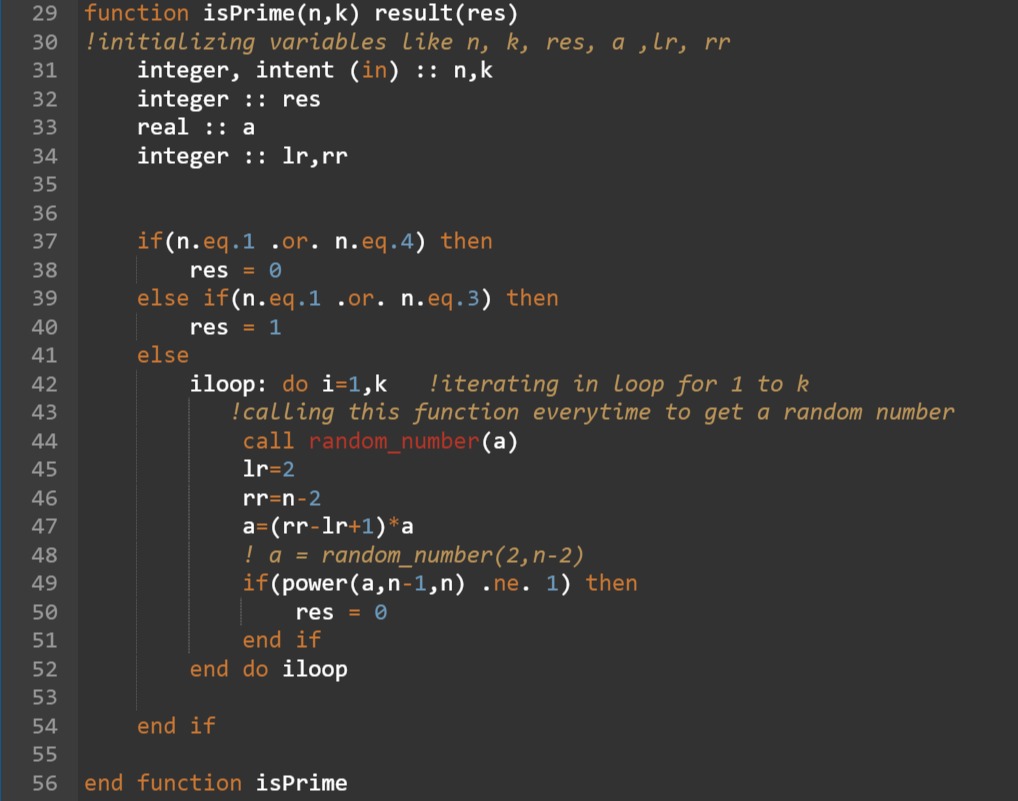 29 function isPrime(n,k) result(res)
30 !initializing variables like n, k, res, a ,lr, rr
31     integer, intent (in) :: n,k
32     integer :: res
33     real :: a
34     integer :: lr,rr
35
36
37     if(n.eq.1 .or. n.eq.4) then
38         res = 0
39     else if(n.eq.1 .or. n.eq.3) then
40         res = 1
41     else
42         iloop: do i=1,k   !iterating in loop for 1 to k
43            !calling this function everytime to get a random number
44             call random_number(a)
45             lr=2
46             rr=n-2
47             a=(rr-lr+1)*a
48             ! a = random_number(2,n-2)
49             if(power(a,n-1,n) .ne. 1) then
50                 res = 0
51             end if
52         end do iloop
53
54     end if
55
56 end function isPrime